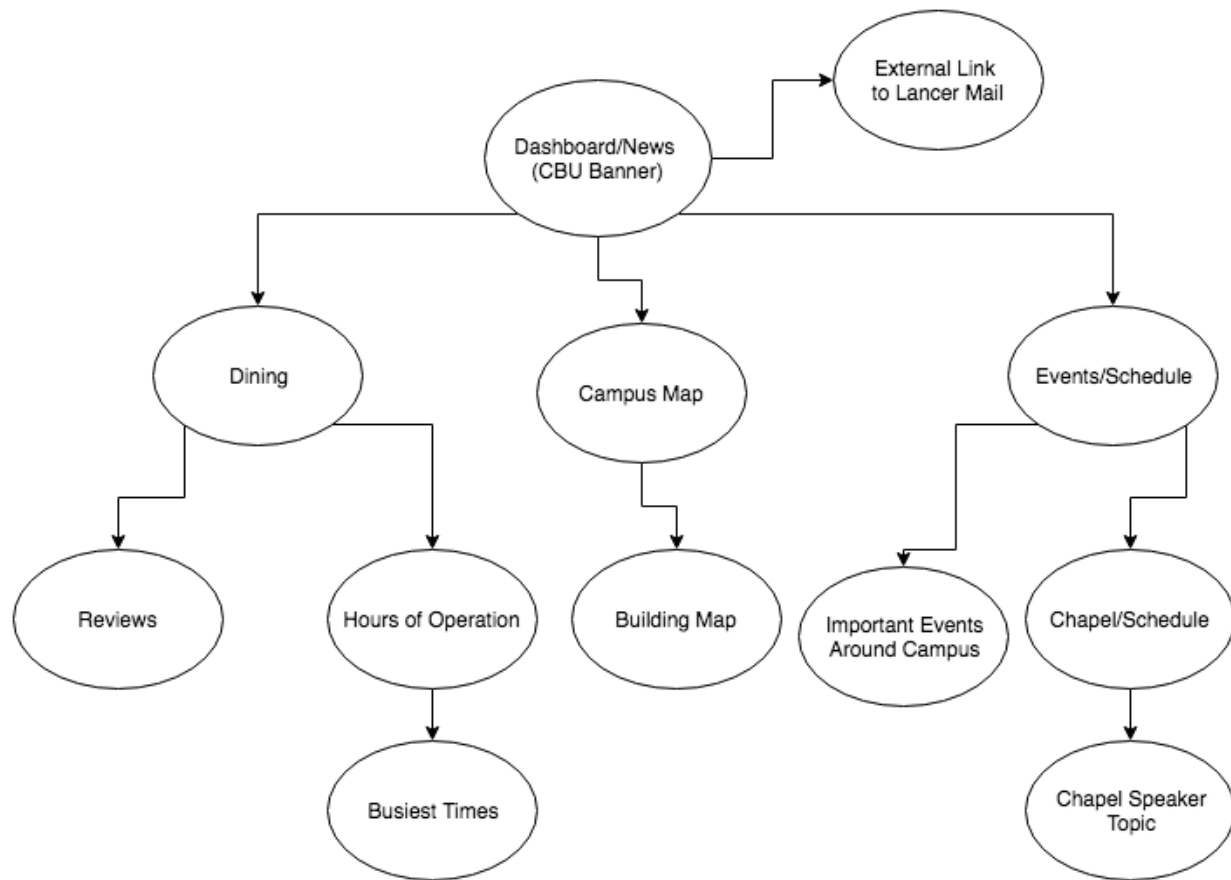 External Link
to Lancer Mail
Dashboard/News
(CBU Banner)
Dining
Campus Map
Events/Schedule
Reviews
Hours of Operation
Building Map
Important Events
Around Campus
Chapel/Schedule
Busiest Times
Chapel Speaker
Topic